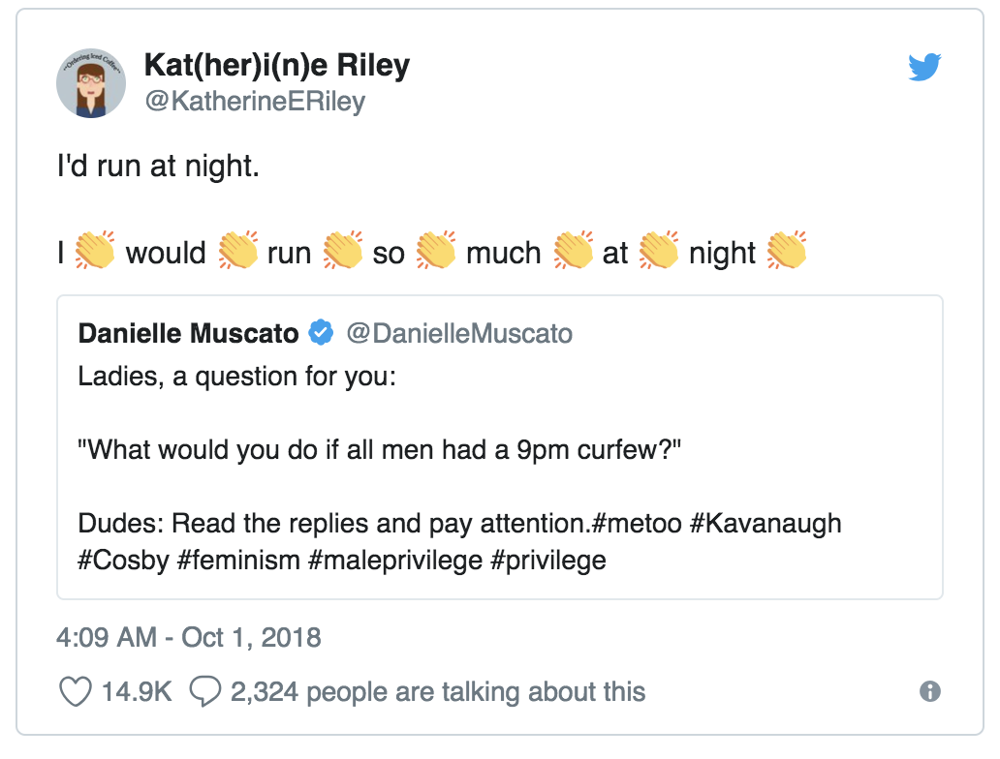 "Ordering Iced Coffee"
Kat(her)i(n)e Riley
@KatherineERiley
I'd run at night.
I 👏 would 👏 run 👏 so 👏 much 👏 at 👏 night 👏
Danielle Muscato @DanielleMuscato
Ladies, a question for you:
"What would you do if all men had a 9pm curfew?"
Dudes: Read the replies and pay attention.#metoo #Kavanaugh
#Cosby #feminism #maleprivilege #privilege
4:09 AM - Oct 1, 2018
14.9K 2,324 people are talking about this